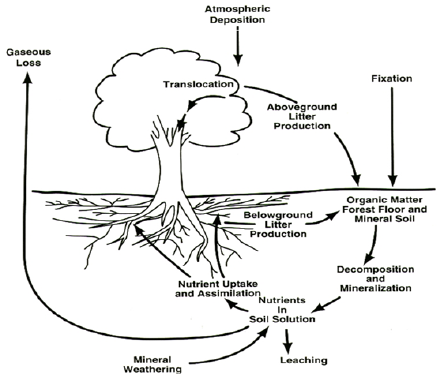 Atmospheric
Deposition
Gaseous
Loss
Translocation
Fixation
Aboveground
Litter
Production
Organic Matter
Forest Floor and
Mineral Soil
Belowground
Litter
Production
Decomposition
and
Mineralization
Nutrient Uptake
and Assimilation
Nutrients
In
Soil Solution
Mineral
Weathering
Leaching